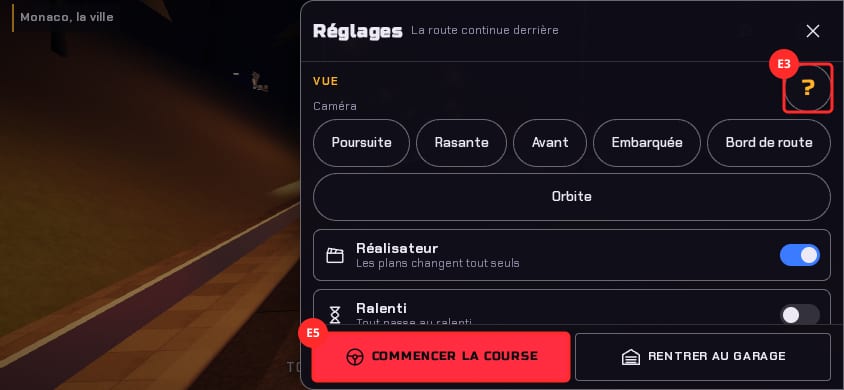 Monaco, la ville
Réglages La route continue derrière
E3
VUE
?
Caméra
Poursuite Rasante Avant Embarquée Bord de route
Orbite
Réalisateur
Les plans changent tout seuls
Ralenti
Tout passe au ralenti
E5
COMMENCER LA COURSE RENTRER AU GARAGE
TO